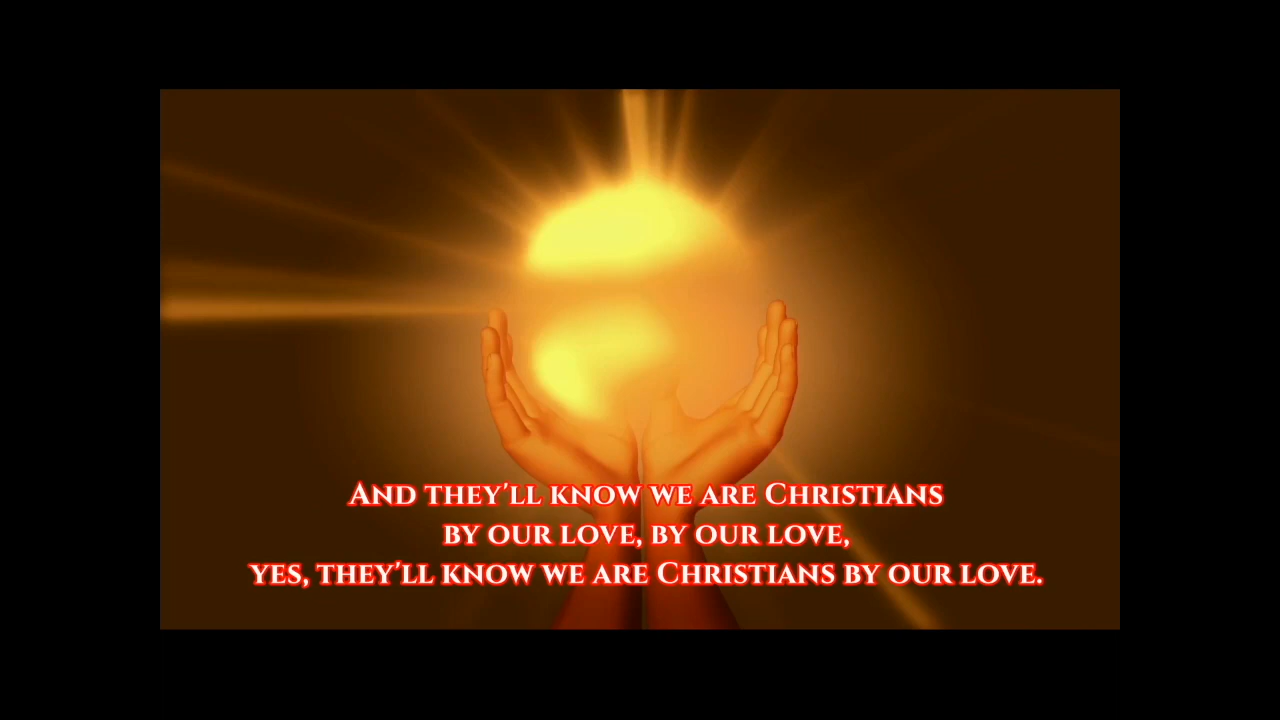 And they'll know we are Christians
by our love, by our love,
yes, they'll know we are Christians by our love.